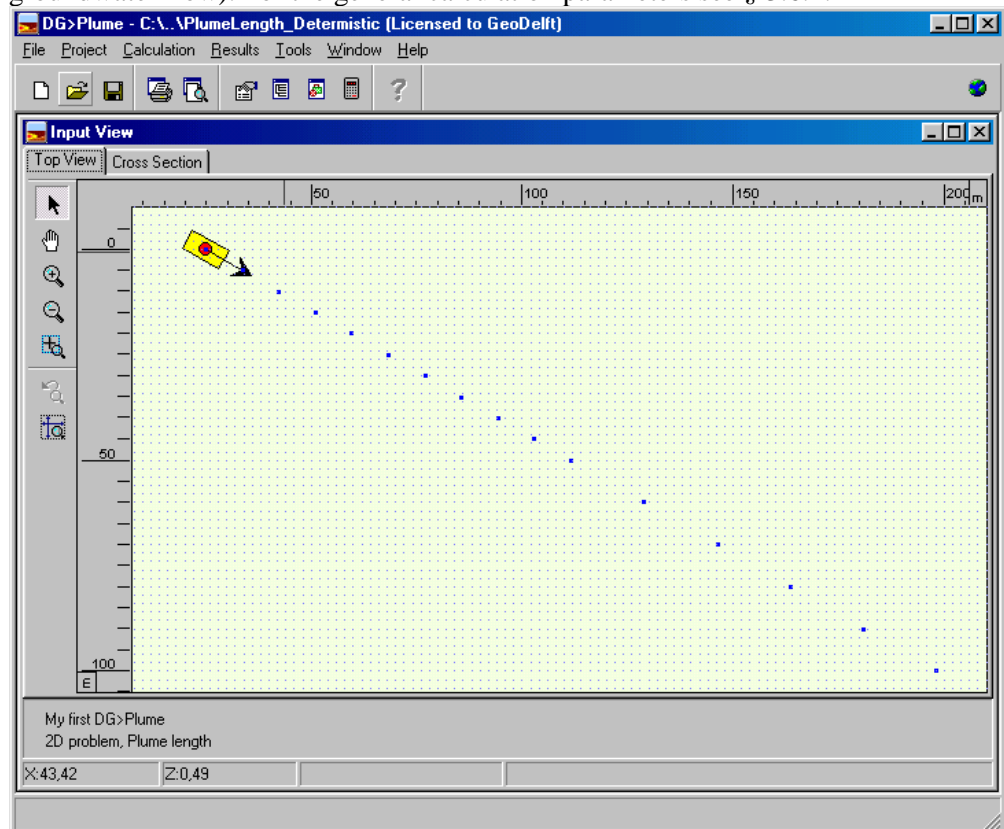 DG>Plume - C:\..\PlumeLength_Determistic (Licensed to GeoDelft)
File Project Calculation Results Tools Window Help
Input View
Top View Cross Section
50 100 150 200 m
0
50
100
E
My first DG>Plume
2D problem, Plume length
X:43,42 Z:0,49